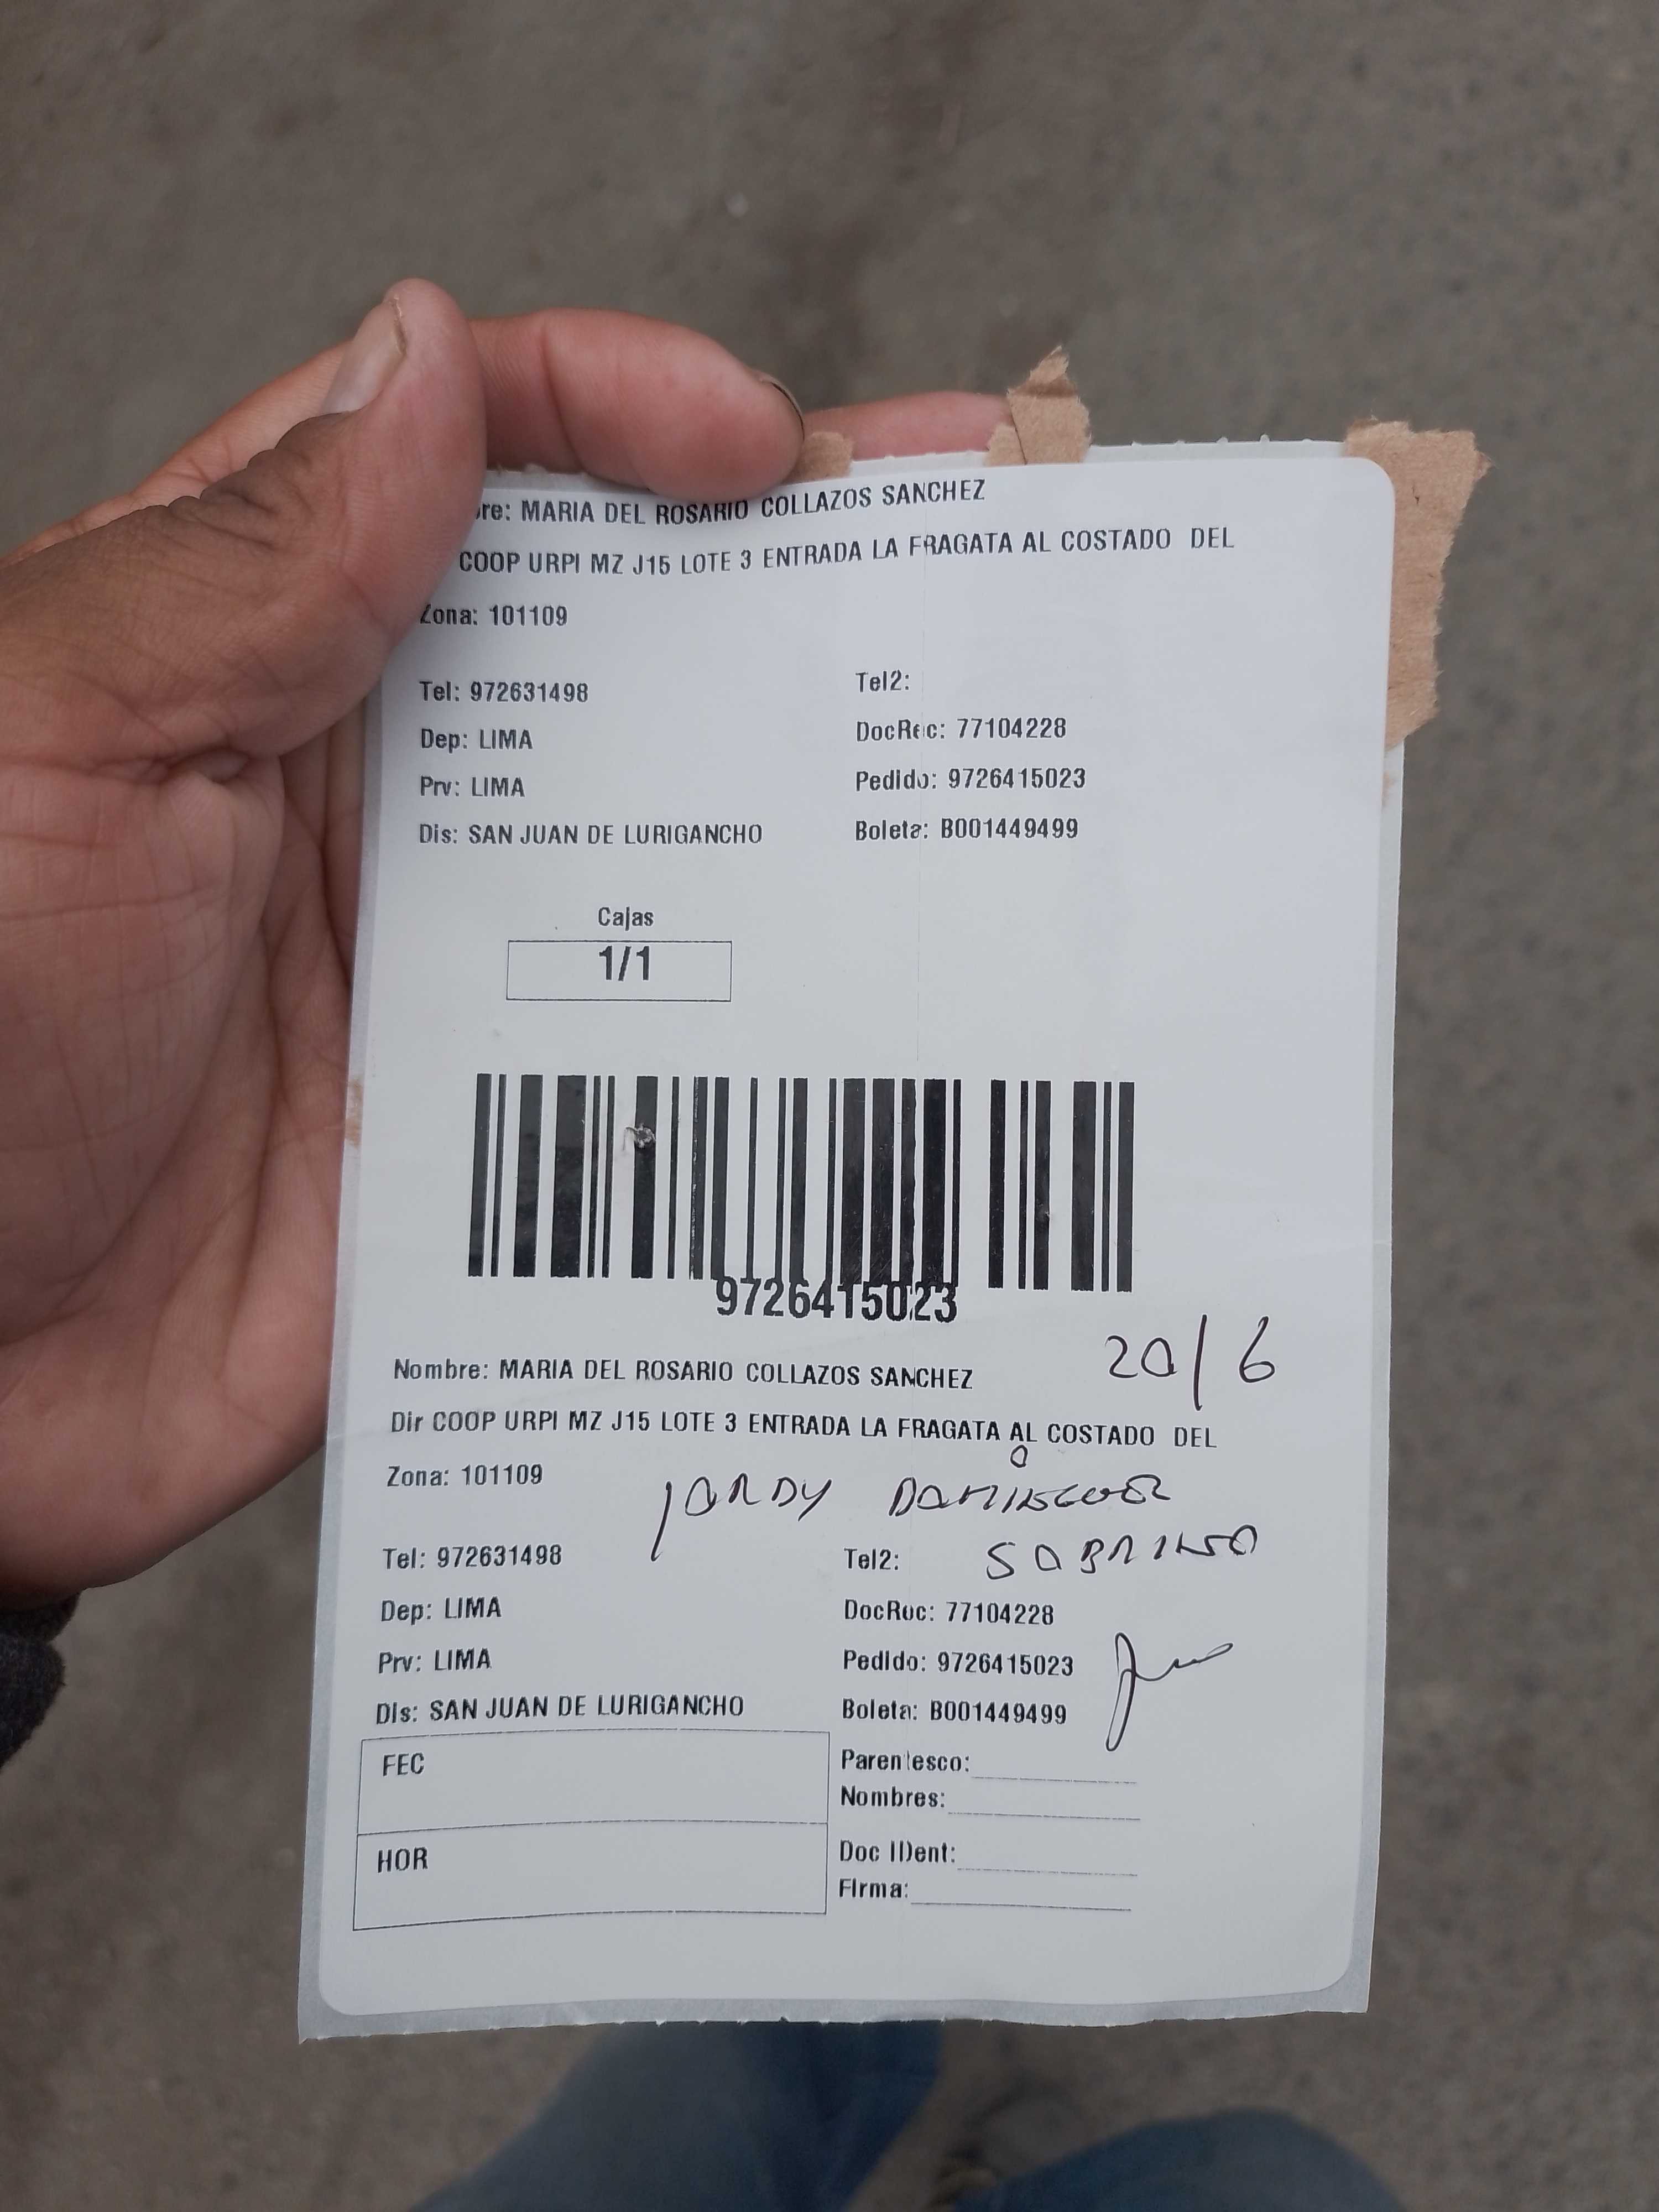 re: MARIA DEL ROSARIO COLLAZOS SANCHEZ
COOP URPI MZ J15 LOTE 3 ENTRADA LA FRAGATA AL COSTADO DEL
Zona: 101109
Tel: 972631498 Tel2:
Dep: LIMA DocRec: 77104228
Prv: LIMA Pedido: 9726415023
Dis: SAN JUAN DE LURIGANCHO Boleta: B001449499
Cajas
1/1
9726415023
20/6
Nombre: MARIA DEL ROSARIO COLLAZOS SANCHEZ
Dir COOP URPI MZ J15 LOTE 3 ENTRADA LA FRAGATA AL COSTADO DEL
Zona: 101109 JORDY DOMINGUEZ
SOBRINO
Tel: 972631498 Tel2:
Dep: LIMA DocRec: 77104228
Prv: LIMA Pedido: 9726415023
Dis: SAN JUAN DE LURIGANCHO Boleta: B001449499
FEC Parentesco:
Nombres:
HOR Doc IDent:
Firma: